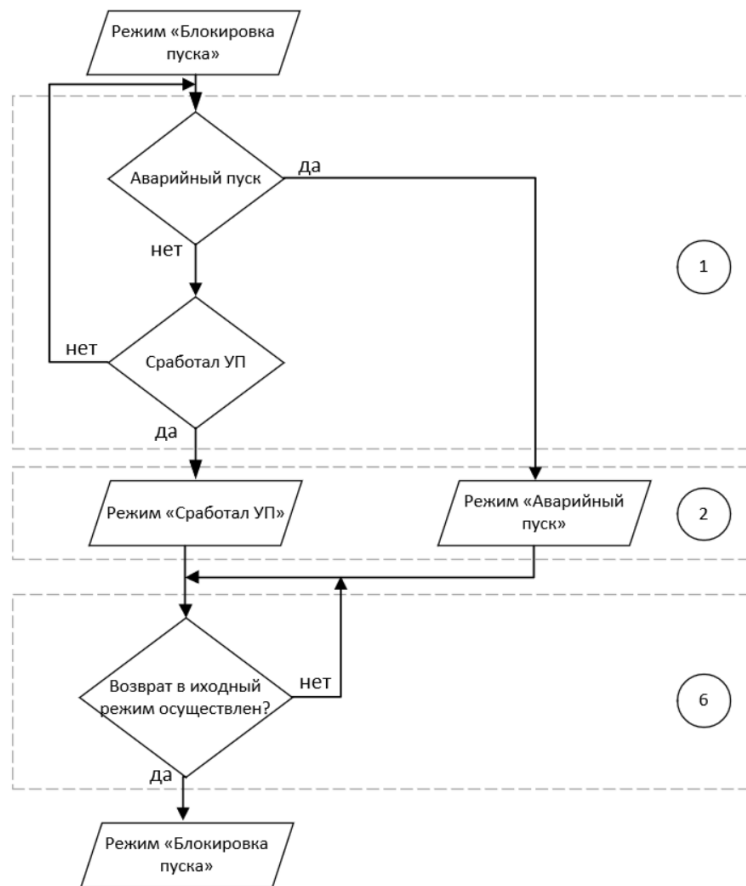 Режим «Блокировка
пуска»
Аварийный пуск
да
нет
1
Сработал УП
нет
да
Режим «Сработал УП»
Режим «Аварийный
пуск»
2
Возврат в иходный
режим осуществлен?
нет
6
да
Режим «Блокировка
пуска»